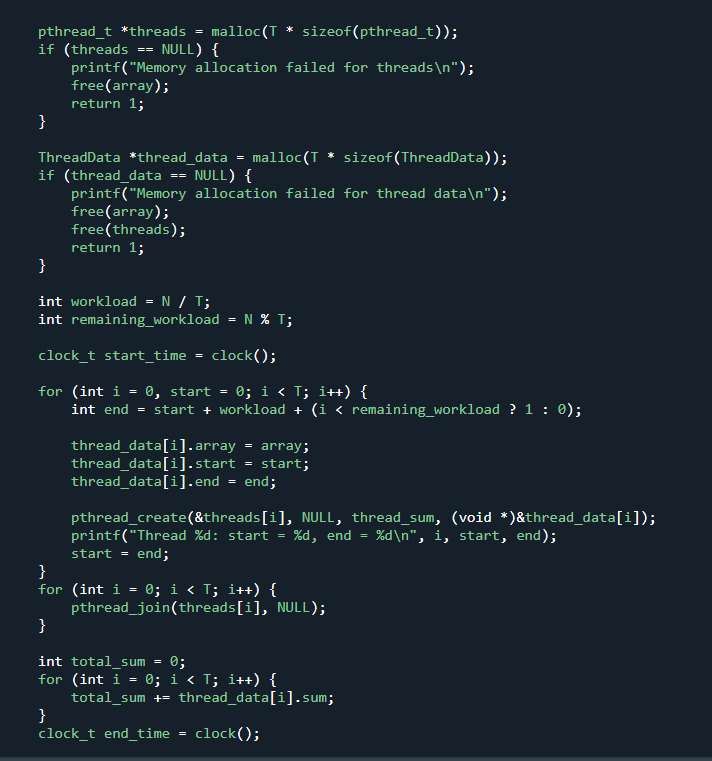 pthread_t *threads = malloc(T * sizeof(pthread_t));
if (threads == NULL) {
    printf("Memory allocation failed for threads\n");
    free(array);
    return 1;
}

ThreadData *thread_data = malloc(T * sizeof(ThreadData));
if (thread_data == NULL) {
    printf("Memory allocation failed for thread data\n");
    free(array);
    free(threads);
    return 1;
}

int workload = N / T;
int remaining_workload = N % T;

clock_t start_time = clock();

for (int i = 0, start = 0; i < T; i++) {
    int end = start + workload + (i < remaining_workload ? 1 : 0);

    thread_data[i].array = array;
    thread_data[i].start = start;
    thread_data[i].end = end;

    pthread_create(&threads[i], NULL, thread_sum, (void *)&thread_data[i]);
    printf("Thread %d: start = %d, end = %d\n", i, start, end);
    start = end;
}
for (int i = 0; i < T; i++) {
    pthread_join(threads[i], NULL);
}

int total_sum = 0;
for (int i = 0; i < T; i++) {
    total_sum += thread_data[i].sum;
}
clock_t end_time = clock();